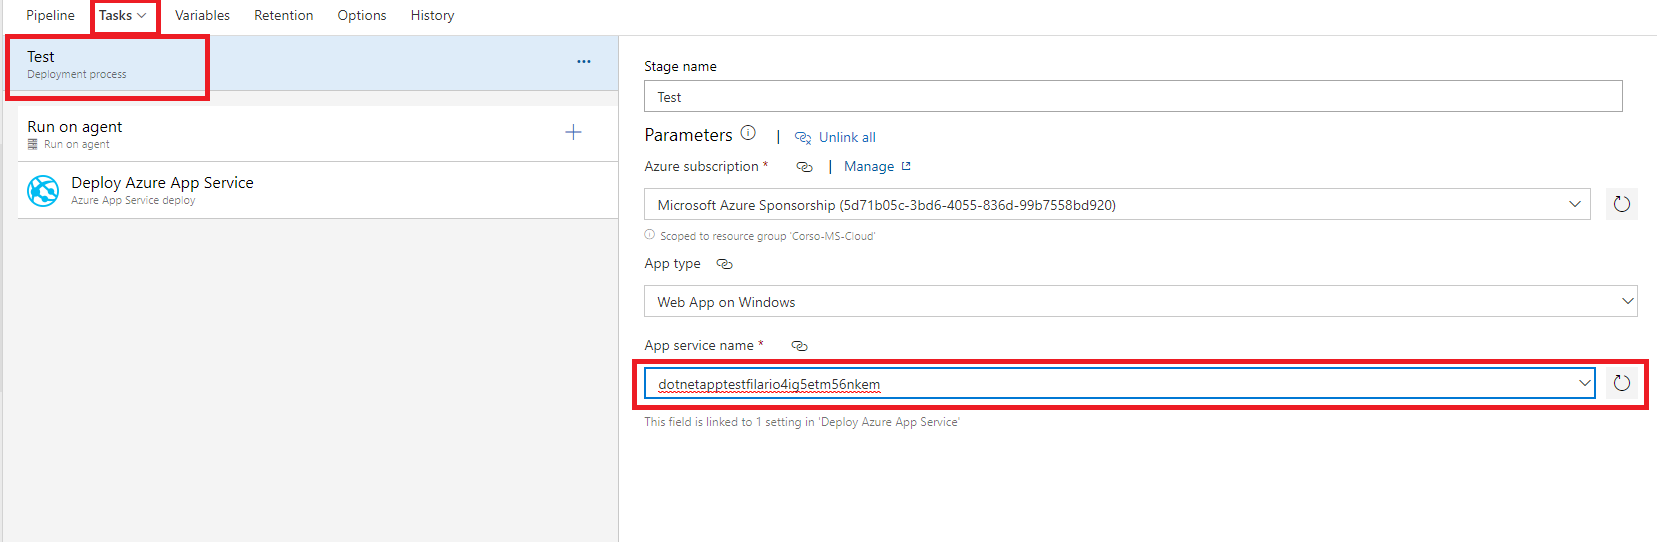 Pipeline Tasks Variables Retention Options History
Test
Deployment process
...
Run on agent
Run on agent
Deploy Azure App Service
Azure App Service deploy
Stage name
Test
Parameters | Unlink all
Azure subscription * | Manage
Microsoft Azure Sponsorship (5d71b05c-3bd6-4055-836d-99b7558bd920)
Scoped to resource group 'Corso-MS-Cloud'
App type
Web App on Windows
App service name *
dotnetapptestfilario4ig5etm56nkem
This field is linked to 1 setting in 'Deploy Azure App Service'